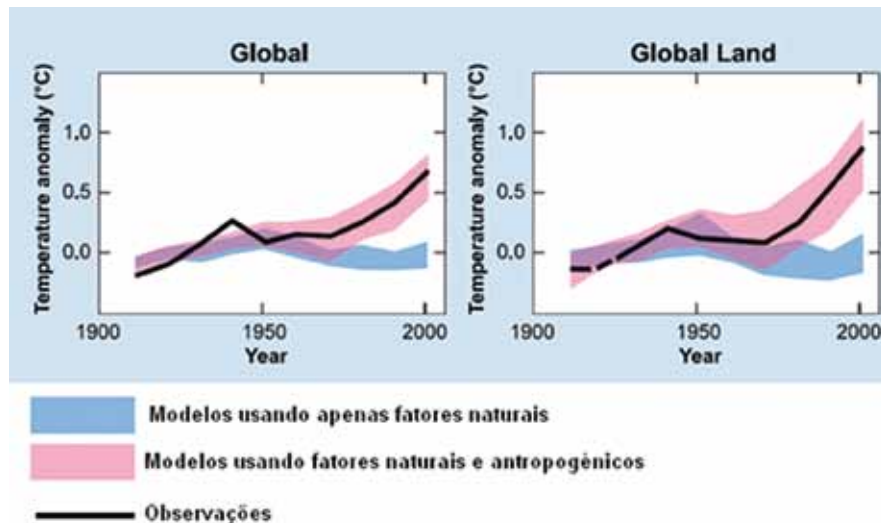 Global
Global Land
Temperature anomaly (°C)
1.0
0.5
0.0
1900
1950
2000
Year
Temperature anomaly (°C)
1.0
0.5
0.0
1900
1950
2000
Year
Modelos usando apenas fatores naturais
Modelos usando fatores naturais e antropogênicos
Observações